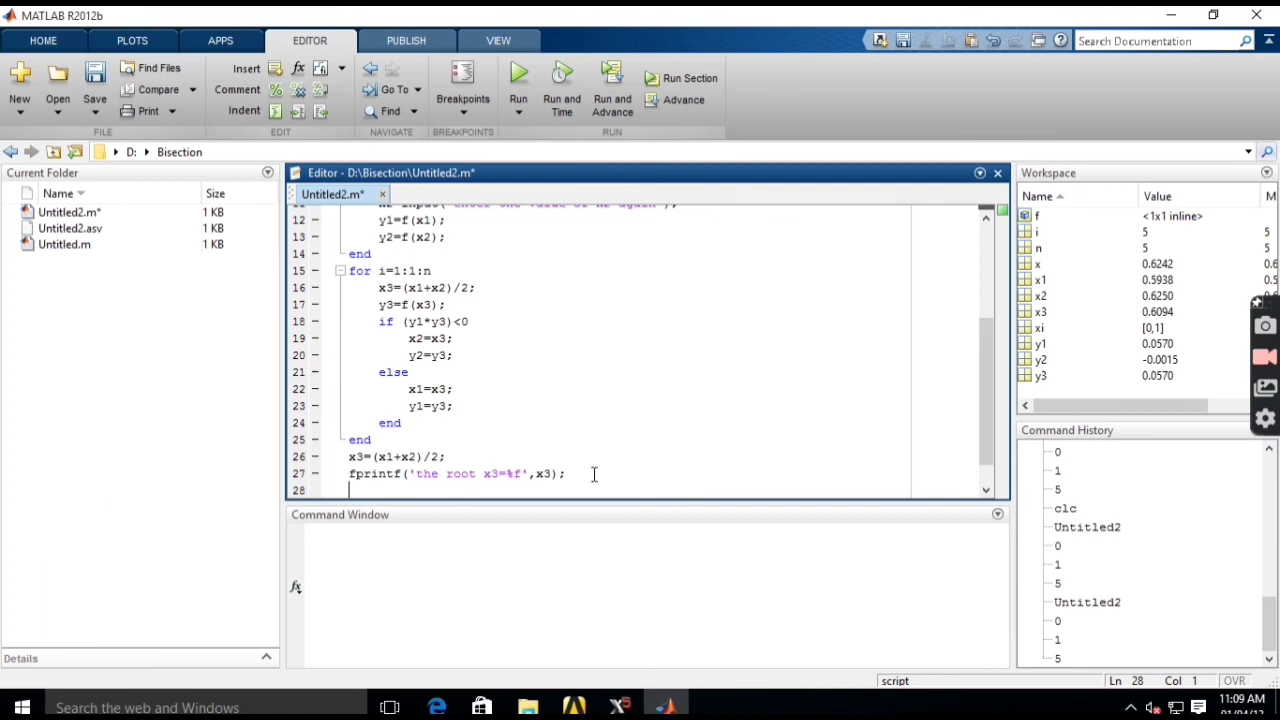 MATLAB R2012b
HOME PLOTS APPS EDITOR PUBLISH VIEW
Search Documentation
New Open Save
Find Files
Compare
Print
FILE
Insert
Comment
Indent
EDIT
Go To
Find
NAVIGATE
Breakpoints
BREAKPOINTS
Run
Run and Time
Run and Advance
Run Section
Advance
RUN
D: Bisection
Current Folder
Name Size
Untitled2.m* 1 KB
Untitled2.asv 1 KB
Untitled.m 1 KB
Details
Editor - D:\Bisection\Untitled2.m*
Untitled2.m*
12 y1=f(x1);
13 y2=f(x2);
14 end
15 for i=1:1:n
16 x3=(x1+x2)/2;
17 y3=f(x3);
18 if (y1*y3)<0
19 x2=x3;
20 y2=y3;
21 else
22 x1=x3;
23 y1=y3;
24 end
25 end
26 x3=(x1+x2)/2;
27 fprintf('the root x3=%f',x3);
28
Command Window
fx
Workspace
Name Value M
f <1x1 inline>
i 5 5
n 5 5
x 0.6242 0.6
x1 0.5938
x2 0.6250
x3 0.6094
xi [0,1]
y1 0.0570
y2 -0.0015
y3 0.0570
Command History
0
1
5
clc
Untitled2
0
1
5
Untitled2
0
1
5
script Ln 28 Col 1 OVR
Search the web and Windows
11:09 AM